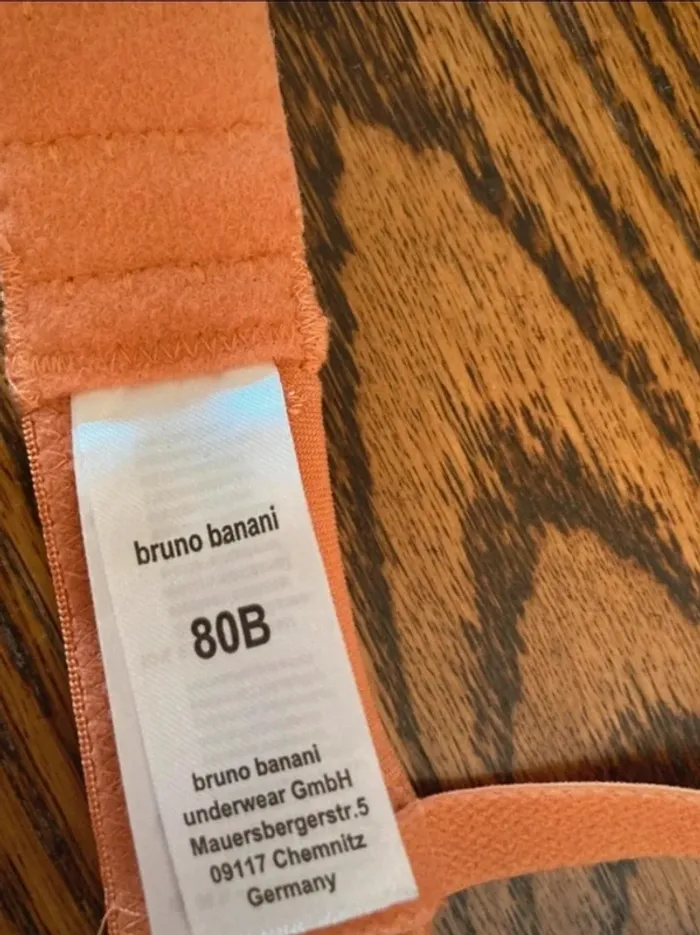 bruno banani
80B
bruno banani
underwear GmbH
Mauersbergerstr.5
09117 Chemnitz
Germany